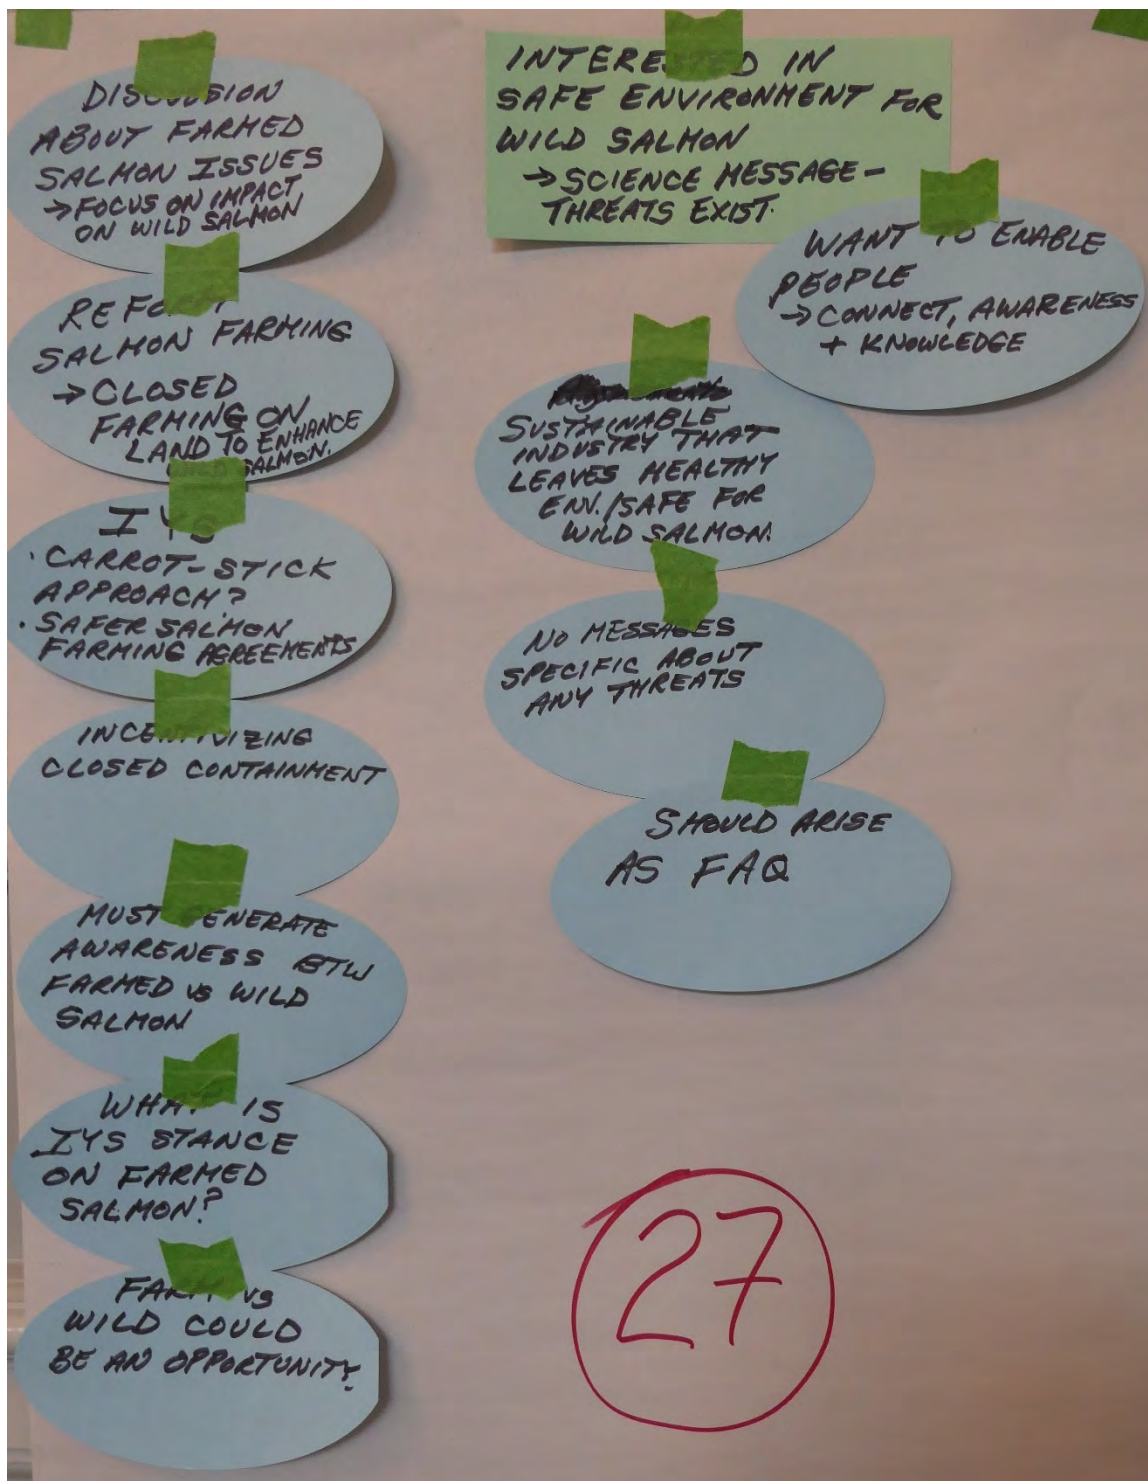 DISCUSSION
ABOUT FARMED
SALMON ISSUES
→ FOCUS ON IMPACT
ON WILD SALMON
SALMON FARMING
→ CLOSED
FARMING ON
LAND TO ENHANCE
WILD SALMON.
IYS
· CARROT-STICK
APPROACH?
· SAFER SALMON
FARMING AGREEMENTS
INCENTIVIZING
CLOSED CONTAINMENT
MUST GENERATE
AWARENESS BTW
FARMED vs WILD
SALMON
WHAT IS
IYS STANCE
ON FARMED
SALMON?
FARM vs
WILD COULD
BE AN OPPORTUNITY.
INTERESTED IN
SAFE ENVIRONMENT FOR
WILD SALMON
→ SCIENCE MESSAGE -
THREATS EXIST.
WANT TO ENABLE
PEOPLE
→ CONNECT, AWARENESS
+ KNOWLEDGE
SUSTAINABLE
INDUSTRY THAT
LEAVES HEALTHY
ENV./SAFE FOR
WILD SALMON.
NO MESSAGES
SPECIFIC ABOUT
ANY THREATS
SHOULD ARISE
AS FAQ
27